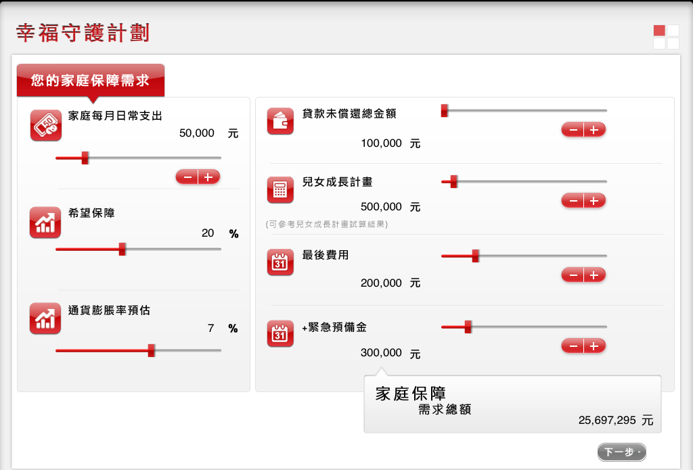 幸福守護計劃
您的家庭保障需求
家庭每月日常支出
50,000 元
希望保障
20 %
通貨膨脹率預估
7 %
貸款未償還總金額
100,000 元
兒女成長計畫
500,000 元
(可參考兒女成長計畫試算結果)
31
最後費用
200,000 元
31
+緊急預備金
300,000 元
家庭保障
需求總額
25,697,295 元
下一步